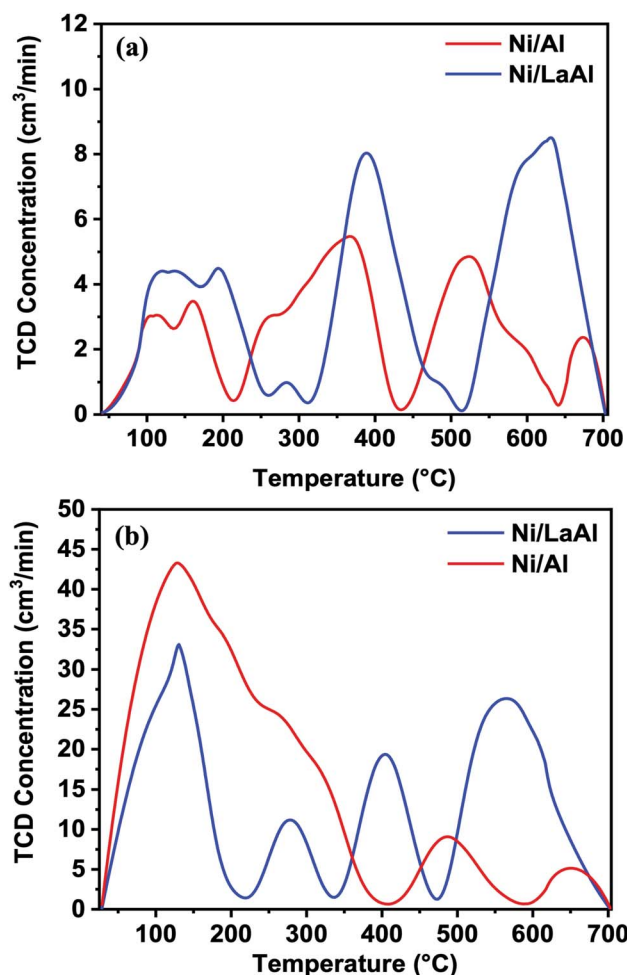 (a)
Ni/Al
Ni/LaAl
TCD Concentration (cm³/min)
12
10
8
6
4
2
0
100 200 300 400 500 600 700
Temperature (°C)
(b)
Ni/LaAl
Ni/Al
TCD Concentration (cm³/min)
50
45
40
35
30
25
20
15
10
5
0
100 200 300 400 500 600 700
Temperature (°C)